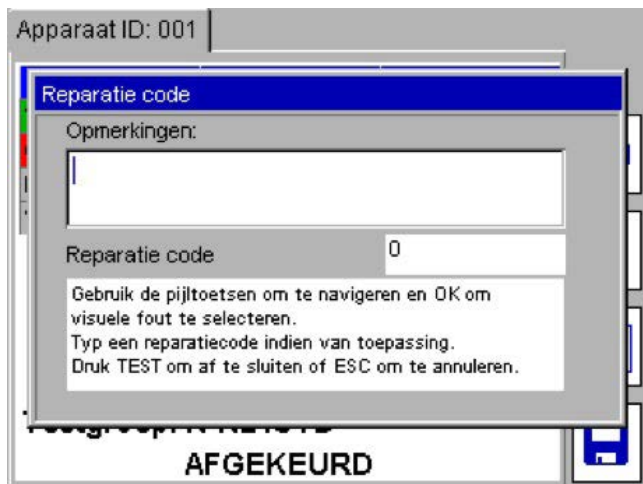 Apparaat ID: 001
Reparatie code
Opmerkingen:
Reparatie code
0
Gebruik de pijltoetsen om te navigeren en OK om
visuele fout te selecteren.
Typ een reparatiecode indien van toepassing.
Druk TEST om af te sluiten of ESC om te annuleren.
AFGEKEURD